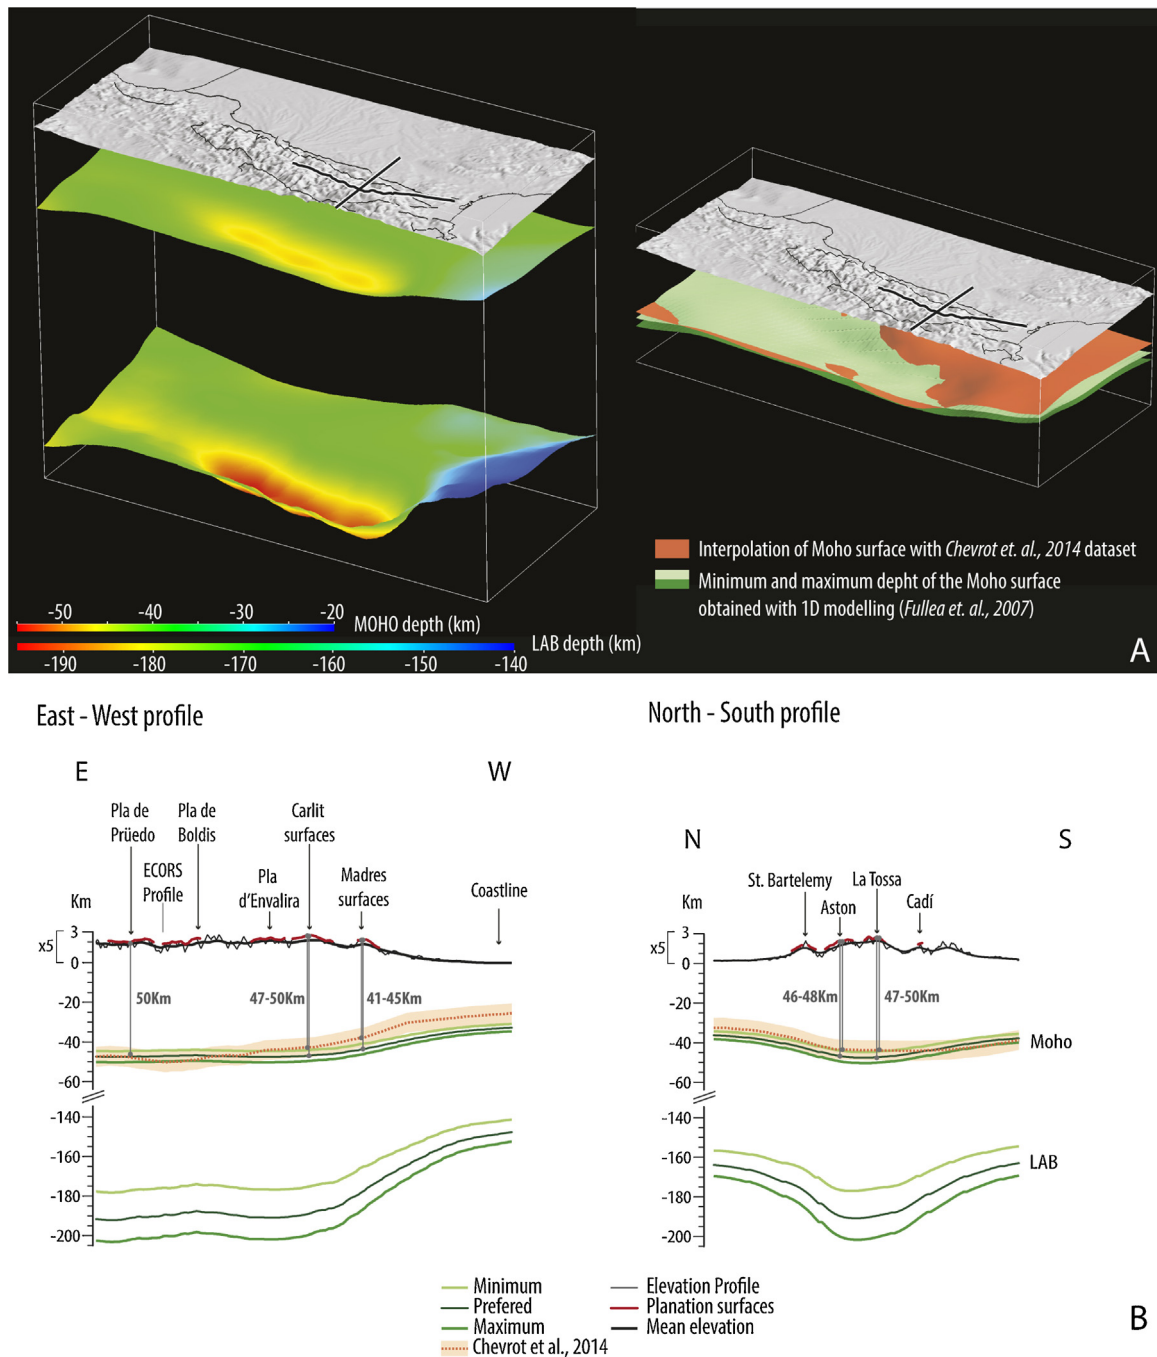 Interpolation of Moho surface with Chevrot et. al., 2014 dataset
Minimum and maximum depht of the Moho surface
obtained with 1D modelling (Fullea et. al., 2007)
-50 -40 -30 -20
MOHO depth (km)
LAB depth (km)
-190 -180 -170 -160 -150 -140
A
East - West profile
North - South profile
E W
Pla de
Prüedo
Pla de
Boldis
Carlit
surfaces
ECORS
Profile
Pla
d'Envalira
Madres
surfaces
Coastline
Km
3
x5
0
50Km
47-50Km
41-45Km
-20
-40
-60
-140
-160
-180
-200
N S
St. Bartelemy
La Tossa
Aston
Cadí
Km
3
x5
0
46-48Km
47-50Km
-20
-40
-60
Moho
-140
-160
-180
-200
LAB
Minimum
Prefered
Maximum
Chevrot et al., 2014
Elevation Profile
Planation surfaces
Mean elevation
B